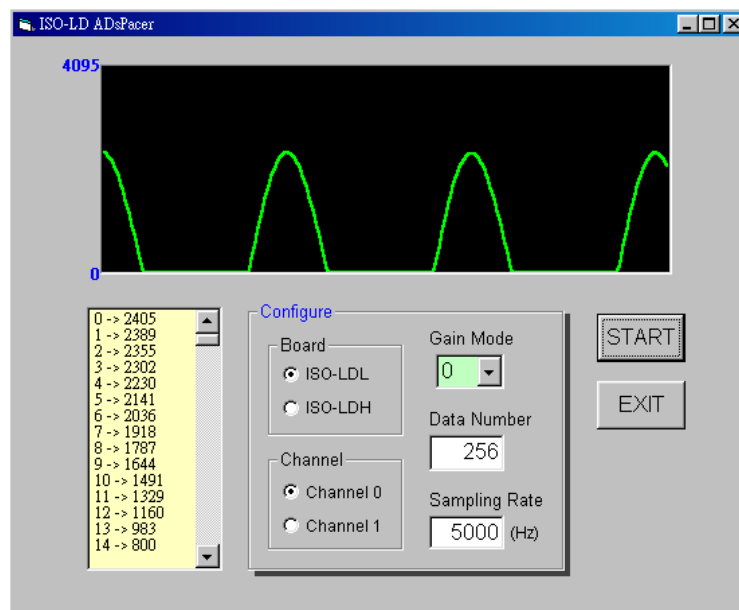 ISO-LD ADsPacer
4095
0
0 -> 2405
1 -> 2389
2 -> 2355
3 -> 2302
4 -> 2230
5 -> 2141
6 -> 2036
7 -> 1918
8 -> 1787
9 -> 1644
10 -> 1491
11 -> 1329
12 -> 1160
13 -> 983
14 -> 800
Configure
Board
ISO-LDL
ISO-LDH
Channel
Channel 0
Channel 1
Gain Mode
0
Data Number
256
Sampling Rate
5000 (Hz)
START
EXIT